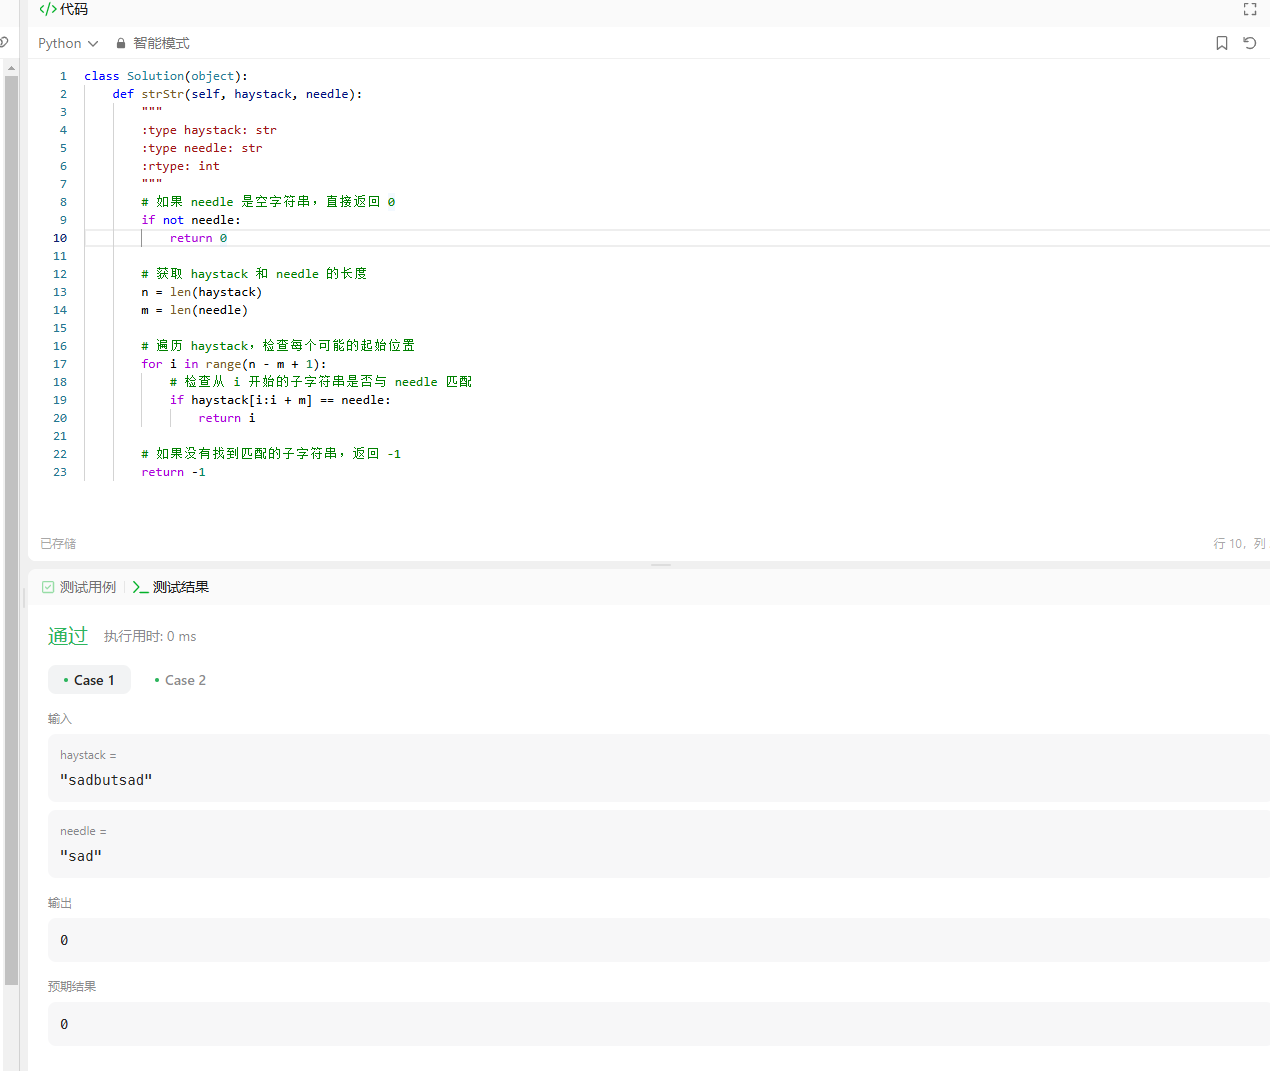 代码
Python 智能模式
1 class Solution(object):
2 def strStr(self, haystack, needle):
3 """
4 :type haystack: str
5 :type needle: str
6 :rtype: int
7 """
8 # 如果 needle 是空字符串，直接返回 0
9 if not needle:
10 return 0
11
12 # 获取 haystack 和 needle 的长度
13 n = len(haystack)
14 m = len(needle)
15
16 # 遍历 haystack，检查每个可能的起始位置
17 for i in range(n - m + 1):
18 # 检查从 i 开始的子字符串是否与 needle 匹配
19 if haystack[i:i + m] == needle:
20 return i
21
22 # 如果没有找到匹配的子字符串，返回 -1
23 return -1
已存储 行 10，列
测试用例 测试结果
通过 执行用时: 0 ms
Case 1 Case 2
输入
haystack =
"sadbutsad"
needle =
"sad"
输出
0
预期结果
0